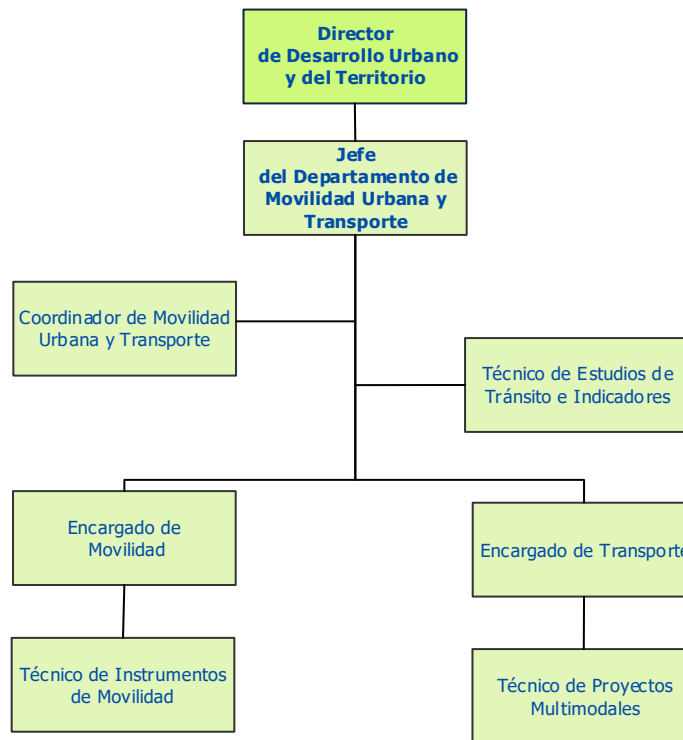 Director
de Desarrollo Urbano
y del Territorio
Jefe
del Departamento de
Movilidad Urbana y
Transporte
Coordinador de Movilidad
Urbana y Transporte
Técnico de Estudios de
Tránsito e Indicadores
Encargado de
Movilidad
Encargado de Transporte
Técnico de Instrumentos
de Movilidad
Técnico de Proyectos
Multimodales